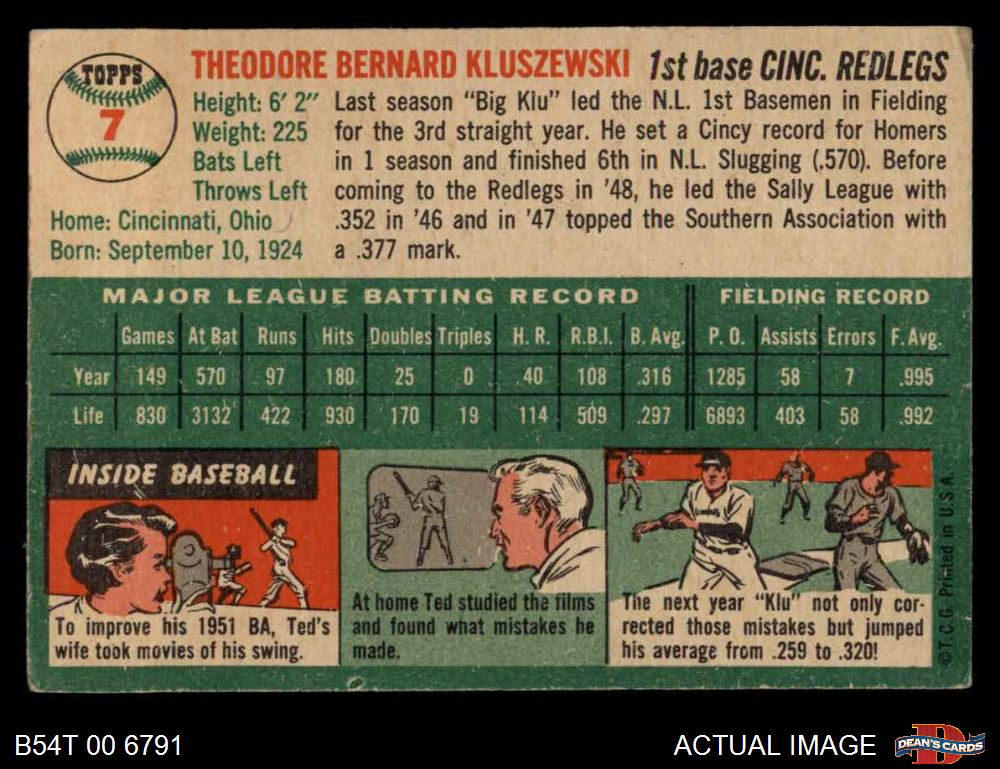 TOPPS
7
THEODORE BERNARD KLUSZEWSKI 1st base CINC. REDLEGS
Height: 6' 2"
Weight: 225
Bats Left
Throws Left
Home: Cincinnati, Ohio
Born: September 10, 1924
Last season "Big Klu" led the N.L. 1st Basemen in Fielding
for the 3rd straight year. He set a Cincy record for Homers
in 1 season and finished 6th in N.L. Slugging (.570). Before
coming to the Redlegs in '48, he led the Sally League with
.352 in '46 and in '47 topped the Southern Association with
a .377 mark.
MAJOR LEAGUE BATTING RECORD FIELDING RECORD
Games At Bat Runs Hits Doubles Triples H. R. R.B.I. B. Avg. P. O. Assists Errors F. Avg.
Year 149 570 97 180 25 0 40 108 .316 1285 58 7 .995
Life 830 3132 422 930 170 19 114 509 .297 6893 403 58 .992
INSIDE BASEBALL
To improve his 1951 BA, Ted's
wife took movies of his swing.
At home Ted studied the films
and found what mistakes he
made.
The next year "Klu" not only cor-
rected those mistakes but jumped
his average from .259 to .320!
© T. C. G. Printed in U. S. A
B54T 00 6791
ACTUAL IMAGE
DEAN'S CARDS